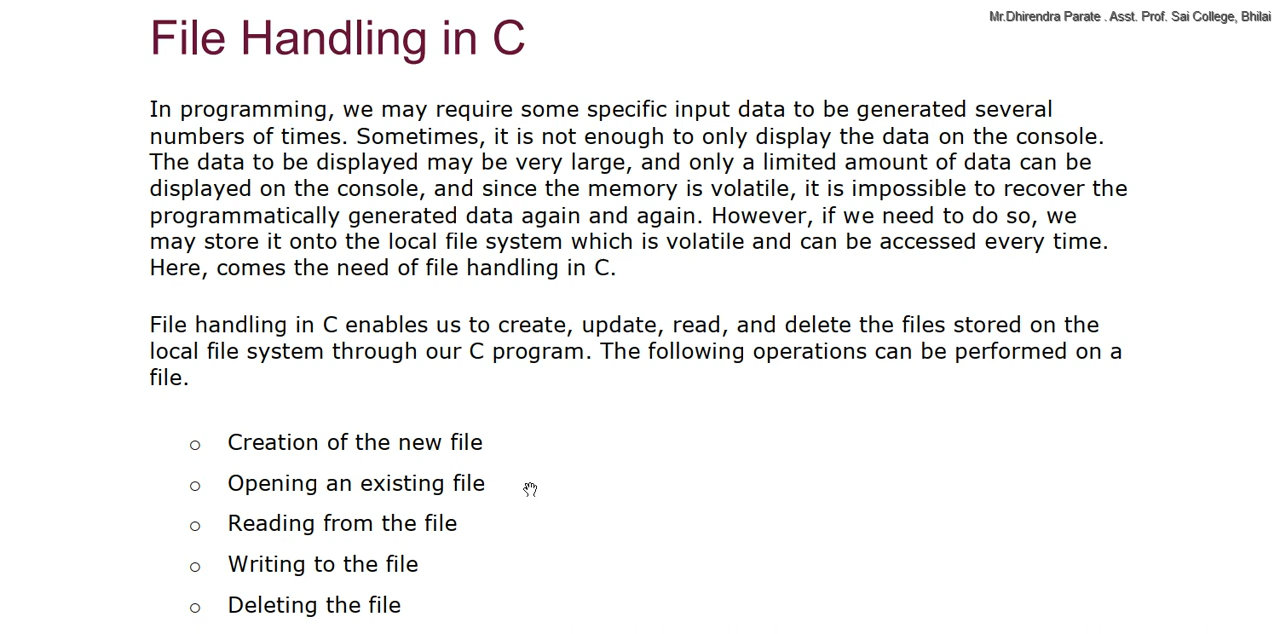 Mr.Dhirendra Parate . Asst. Prof. Sai College, Bhilai
File Handling in C
In programming, we may require some specific input data to be generated several
numbers of times. Sometimes, it is not enough to only display the data on the console.
The data to be displayed may be very large, and only a limited amount of data can be
displayed on the console, and since the memory is volatile, it is impossible to recover the
programmatically generated data again and again. However, if we need to do so, we
may store it onto the local file system which is volatile and can be accessed every time.
Here, comes the need of file handling in C.
File handling in C enables us to create, update, read, and delete the files stored on the
local file system through our C program. The following operations can be performed on a
file.
o Creation of the new file
o Opening an existing file
o Reading from the file
o Writing to the file
o Deleting the file